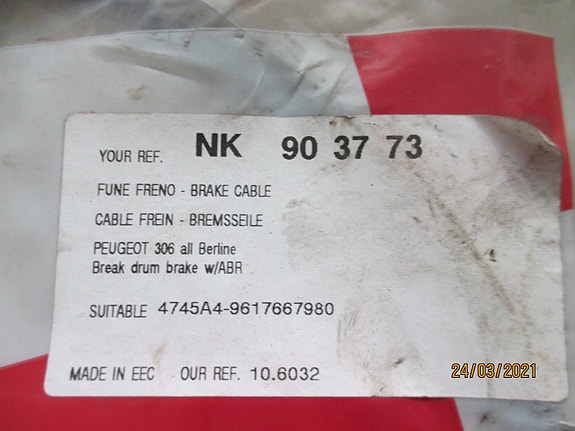 YOUR REF. NK 90 37 73
FUNE FRENO - BRAKE CABLE
CABLE FREIN - BREMSSEILE
PEUGEOT 306 all Berline
Break drum brake w/ABR
SUITABLE 4745A4-9617667980
MADE IN EEC OUR REF. 10.6032
24/03/2021